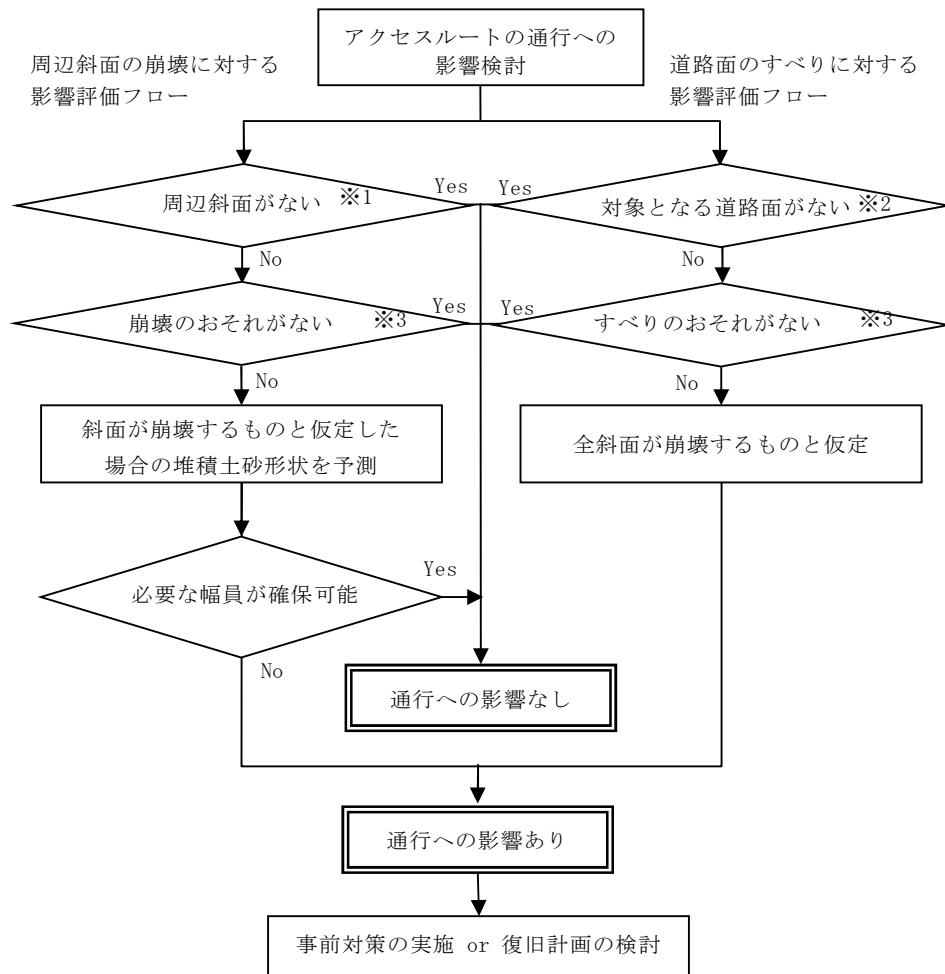 アクセスルートの通行への
影響検討
周辺斜面の崩壊に対する
影響評価フロー
道路面のすべりに対する
影響評価フロー
周辺斜面がない ※1
Yes
Yes
対象となる道路面がない ※2
No
No
崩壊のおそれがない ※3
Yes
Yes
すべりのおそれがない ※3
No
No
斜面が崩壊するものと仮定した
場合の堆積土砂形状を予測
全斜面が崩壊するものと仮定
必要な幅員が確保可能
Yes
No
通行への影響なし
通行への影響あり
事前対策の実施 or 復旧計画の検討